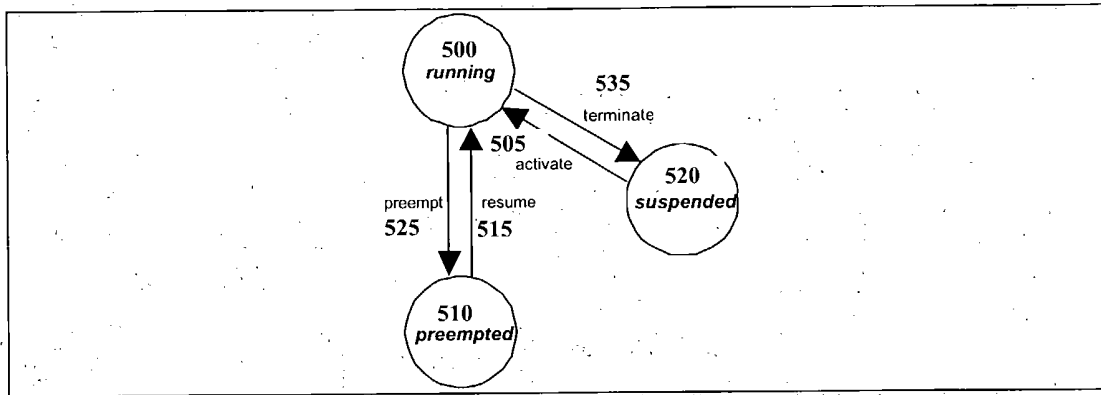 500
running
535
terminate
505
activate
520
suspended
preempt
resume
525
515
510
preempted